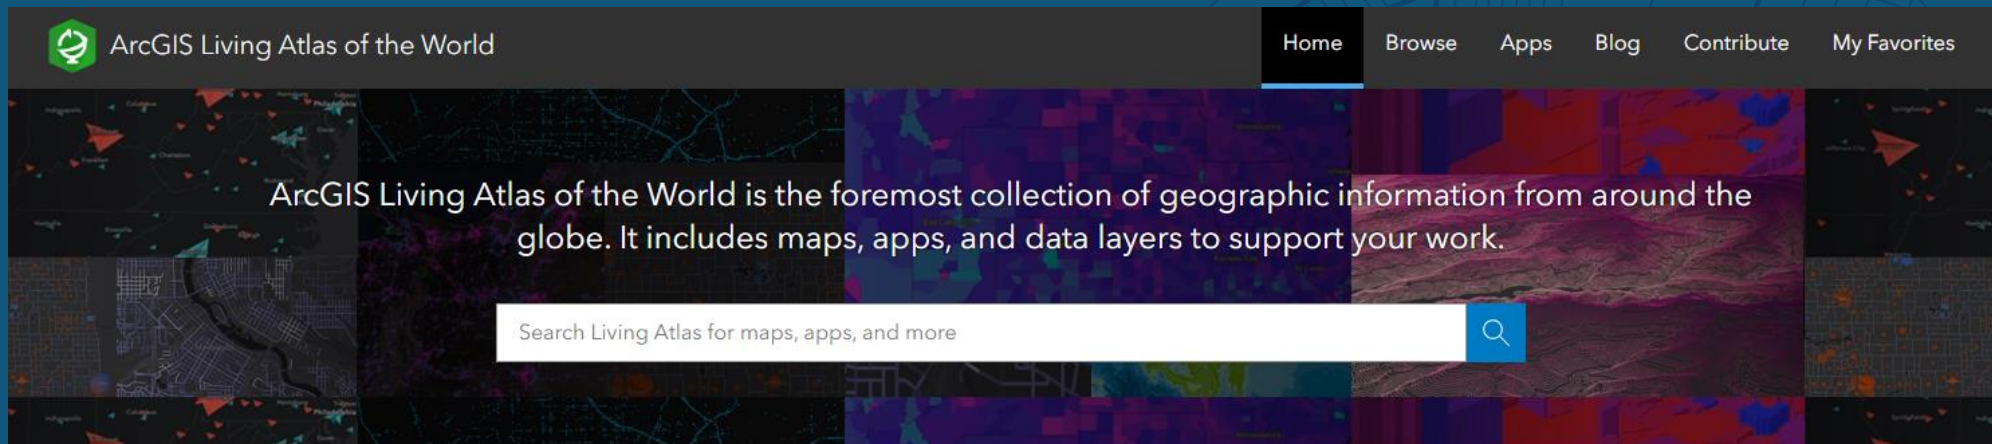 ArcGIS Living Atlas of the World
Home Browse Apps Blog Contribute My Favorites
ArcGIS Living Atlas of the World is the foremost collection of geographic information from around the
globe. It includes maps, apps, and data layers to support your work.
Search Living Atlas for maps, apps, and more